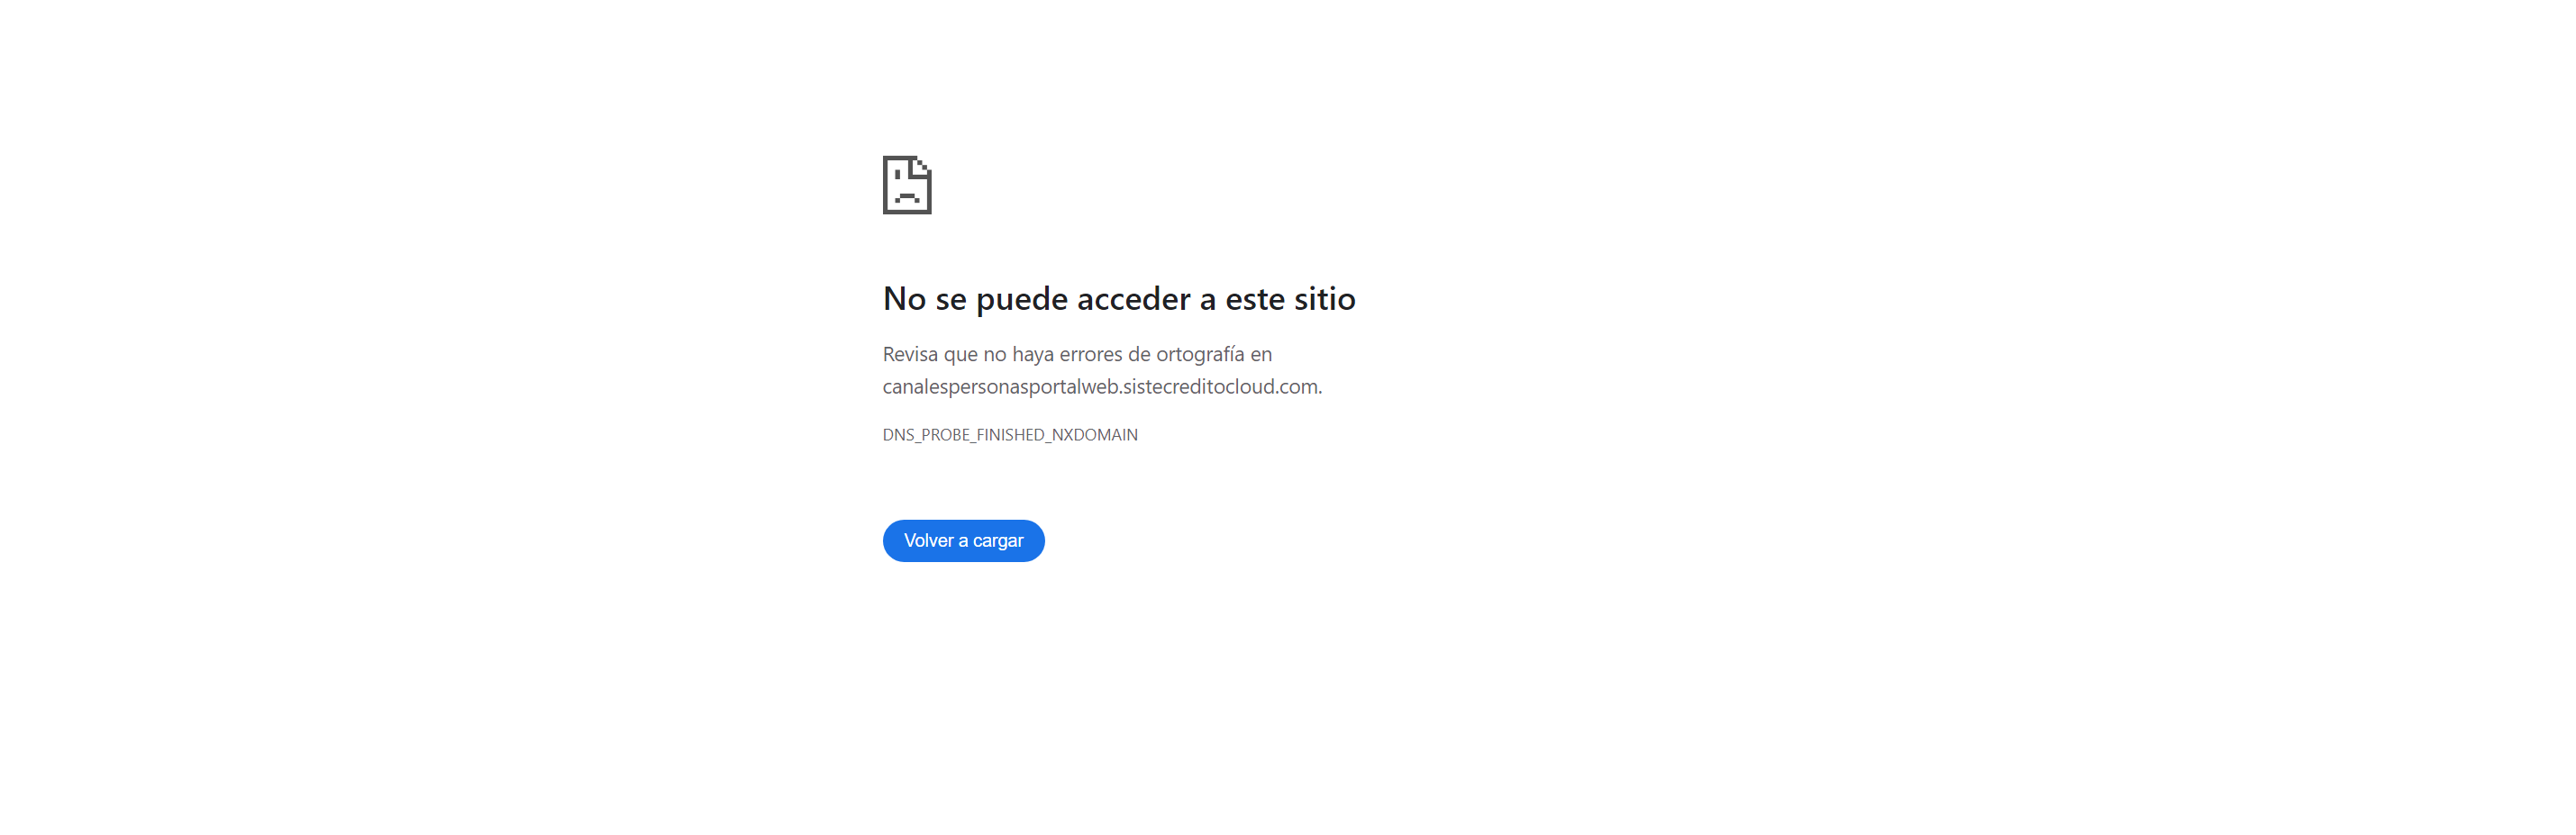 No se puede acceder a este sitio
Revisa que no haya errores de ortografía en
canalespersonasportalweb.sistecreditocloud.com.
DNS_PROBE_FINISHED_NXDOMAIN
Volver a cargar